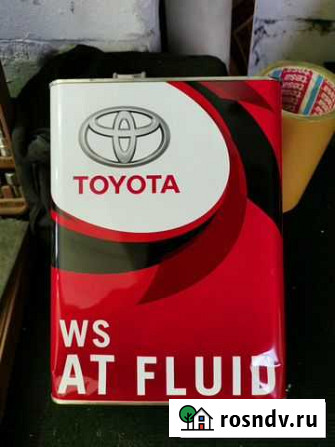 TOYOTA
WS
AT FLUID
rosndv.ru